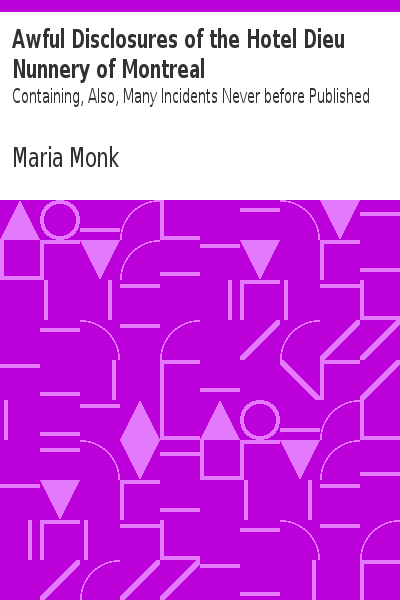 Awful Disclosures of the Hotel Dieu
Nunnery of Montreal
Containing, Also, Many Incidents Never before Published
Maria Monk